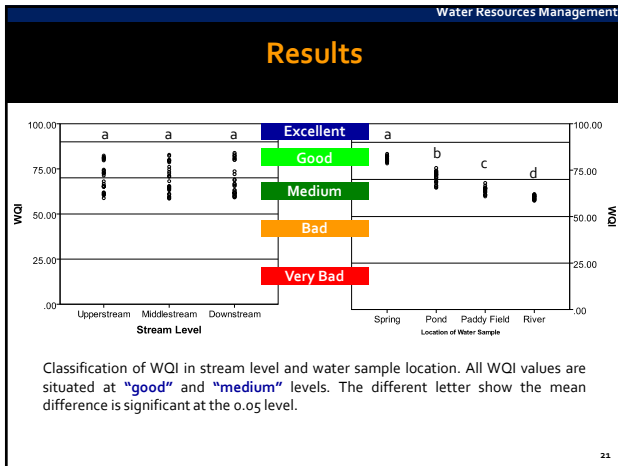 Water Resources Management
Results
100.00
75.00
50.00
25.00
.00
WQI
a a a
Upperstream Middlestream Downstream
Stream Level
Excellent
Good
Medium
Bad
Very Bad
a
b
c
d
100.00
75.00
50.00
25.00
.00
WQI
Spring Pond Paddy Field River
Location of Water Sample
Classification of WQI in stream level and water sample location. All WQI values are
situated at “good” and “medium” levels. The different letter show the mean
difference is significant at the 0.05 level.
21